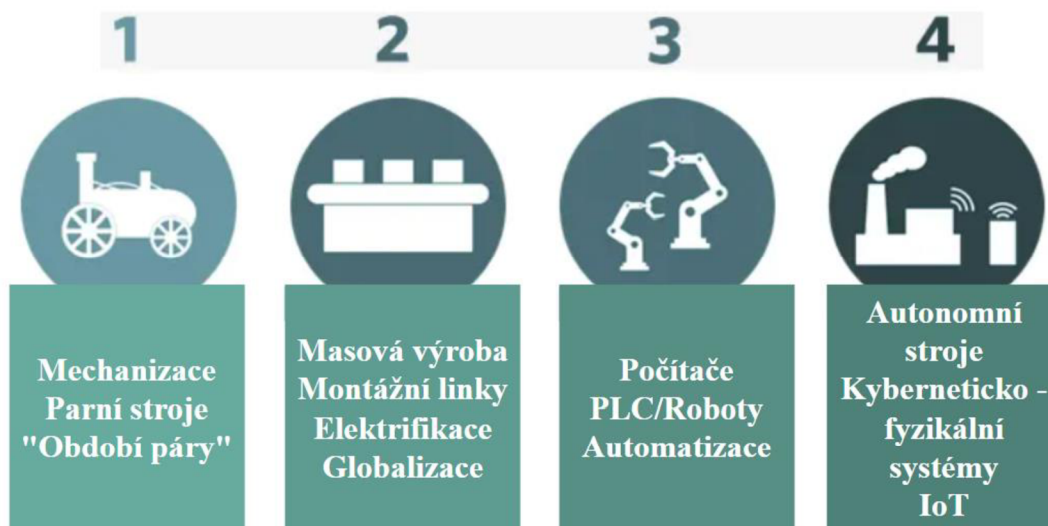 1 2 3 4
Mechanizace
Parní stroje
"Období páry"
Masová výroba
Montážní linky
Elektrifikace
Globalizace
Počítače
PLC/Roboty
Automatizace
Autonomní
stroje
Kyberneticko -
fyzikální
systémy
IoT